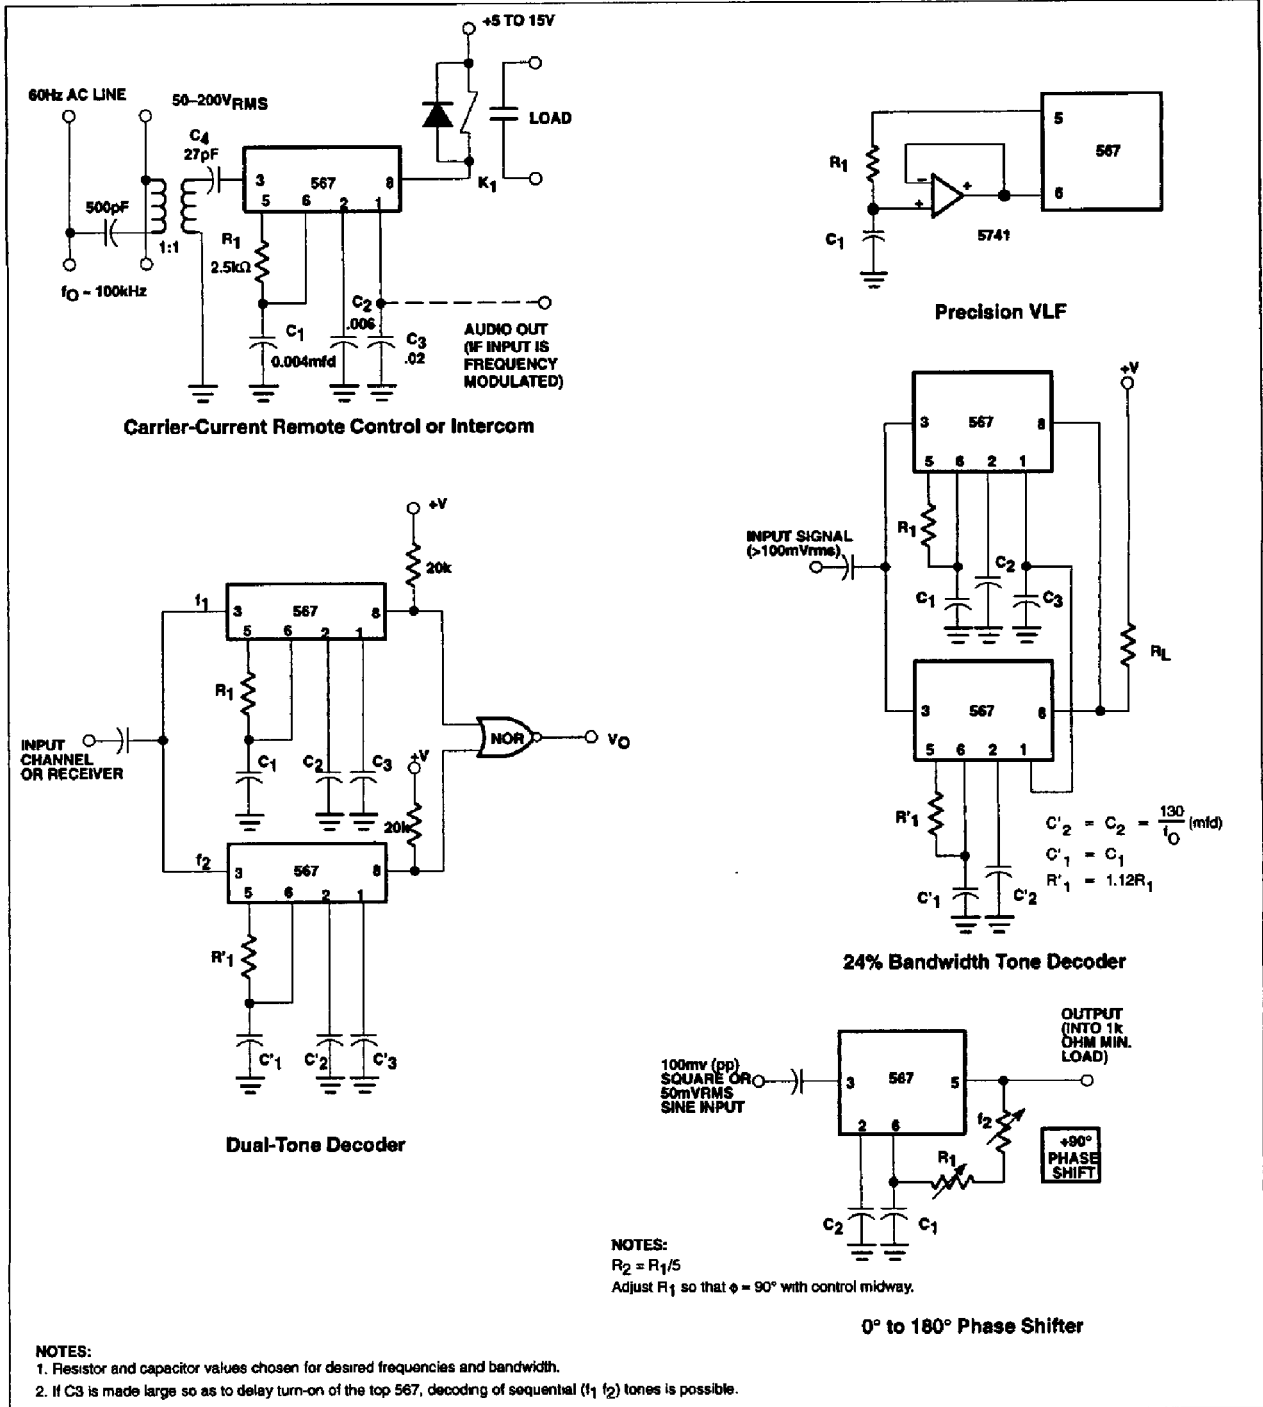 +5 TO 15V
60Hz AC LINE
50–200VRMS
C4
27pF
LOAD
3
567
8
5
6
2
1
K1
500pF
1:1
R1
2.5kΩ
fO ~ 100kHz
C1
0.004mfd
C2
.006
C3
.02
AUDIO OUT
(IF INPUT IS
FREQUENCY
MODULATED)
Carrier-Current Remote Control or Intercom
5
567
6
R1
–
+
+
5741
C1
Precision VLF
+V
3
567
8
5
6
2
1
R1
INPUT SIGNAL
(>100mVrms)
C2
C1
C3
RL
3
567
8
5
6
2
1
R'1
C'2 = C2 = 130/fO (mfd)
C'1 = C1
R'1 = 1.12R1
C'1
C'2
24% Bandwidth Tone Decoder
+V
20k
f1
3
567
8
5
6
2
1
R1
INPUT
CHANNEL
OR RECEIVER
C1
C2
C3
+V
NOR
VO
20k
f2
3
567
8
5
6
2
1
R'1
C'1
C'2
C'3
Dual-Tone Decoder
OUTPUT
(INTO 1k
OHM MIN.
LOAD)
100mv (pp)
SQUARE OR
50mVRMS
SINE INPUT
3
567
5
2
6
f2
R1
+90°
PHASE
SHIFT
C2
C1
NOTES:
R2 = R1/5
Adjust R1 so that ϕ = 90° with control midway.
0° to 180° Phase Shifter
NOTES:
1. Resistor and capacitor values chosen for desired frequencies and bandwidth.
2. If C3 is made large so as to delay turn-on of the top 567, decoding of sequential (f1 f2) tones is possible.